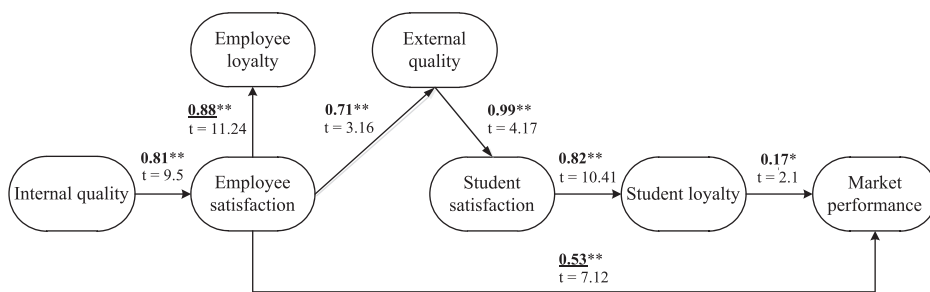 Employee
loyalty
External
quality
0.88**
t = 11.24
0.71**
t = 3.16
0.99**
t = 4.17
0.81**
t = 9.5
0.82**
t = 10.41
0.17*
t = 2.1
Internal quality
Employee
satisfaction
Student
satisfaction
Student loyalty
Market
performance
0.53**
t = 7.12